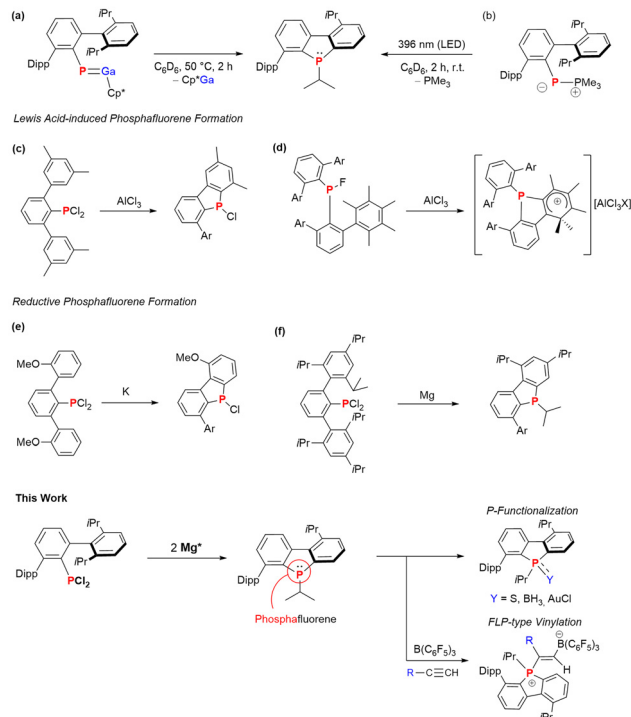 (a)
iPr
iPr
Dipp
P
Ga
Cp*
C6D6, 50 °C, 2 h
– Cp*Ga
iPr
Dipp
P
396 nm (LED)
C6D6, 2 h, r.t.
– PMe3
(b)
iPr
iPr
Dipp
P
PMe3
⊖
⊕
Lewis Acid-induced Phosphafluorene Formation
(c)
PCl2
AlCl3
P
Cl
Ar
(d)
Ar
F
P
Ar
Ar
AlCl3
Ar
P
Ar
Ar
⊕
[AlCl3X]
Reductive Phosphafluorene Formation
(e)
MeO
PCl2
MeO
K
MeO
P
Cl
Ar
(f)
iPr
iPr
PCl2
iPr
iPr
iPr
Mg
iPr
iPr
P
Ar
This Work
iPr
iPr
Dipp
PCl2
2 Mg*
iPr
Dipp
P
Phosphafluorene
B(C6F5)3
R
CH
P-Functionalization
iPr
Dipp
P
iPr
Y
Y = S, BH3, AuCl
FLP-type Vinylation
⊖
R
B(C6F5)3
iPr
H
Dipp
P
⊕
iPr